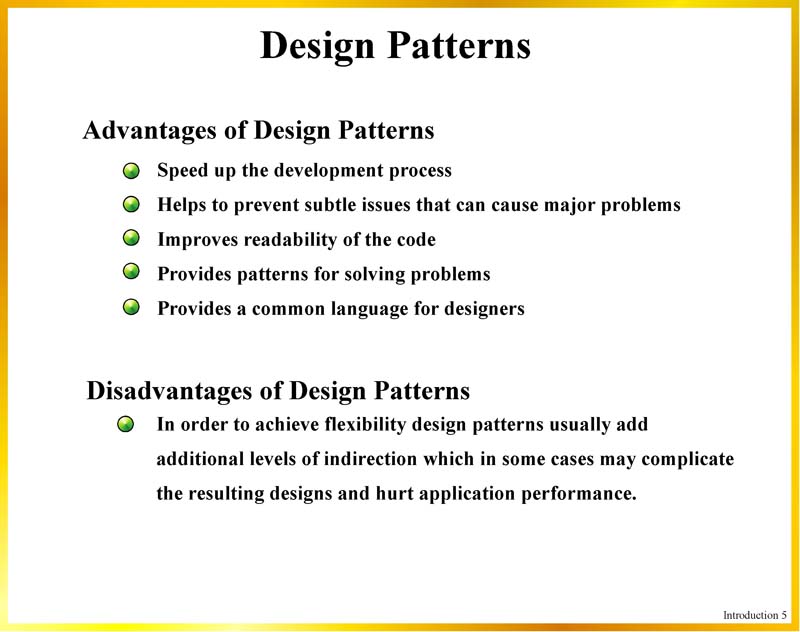 Design Patterns
Advantages of Design Patterns
Speed up the development process
Helps to prevent subtle issues that can cause major problems
Improves readability of the code
Provides patterns for solving problems
Provides a common language for designers
Disadvantages of Design Patterns
In order to achieve flexibility design patterns usually add
additional levels of indirection which in some cases may complicate
the resulting designs and hurt application performance.
Introduction 5